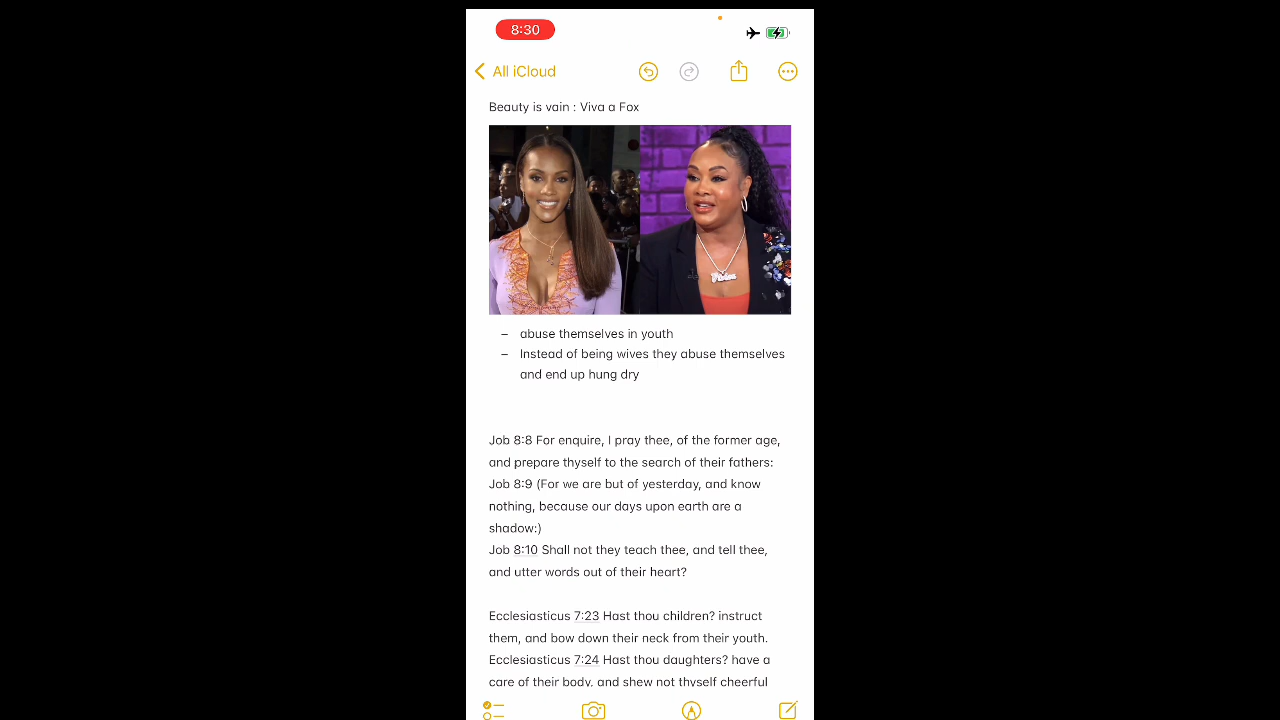 8:30
All iCloud
Beauty is vain : Viva a Fox
– abuse themselves in youth
– Instead of being wives they abuse themselves
and end up hung dry
Job 8:8 For enquire, I pray thee, of the former age,
and prepare thyself to the search of their fathers:
Job 8:9 (For we are but of yesterday, and know
nothing, because our days upon earth are a
shadow:)
Job 8:10 Shall not they teach thee, and tell thee,
and utter words out of their heart?
Ecclesiasticus 7:23 Hast thou children? instruct
them, and bow down their neck from their youth.
Ecclesiasticus 7:24 Hast thou daughters? have a
care of their body, and shew not thyself cheerful